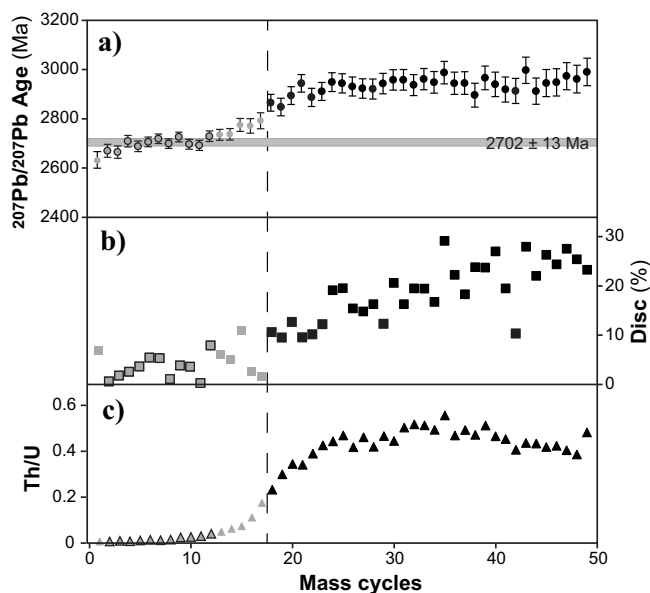 a)
3200
3000
2800
2600
2400
²⁰⁷Pb/²⁰⁷Pb Age (Ma)
2702 ± 13 Ma
b)
30
20
10
0
Disc (%)
c)
0.6
0.4
0.2
0
Th/U
0 10 20 30 40 50
Mass cycles